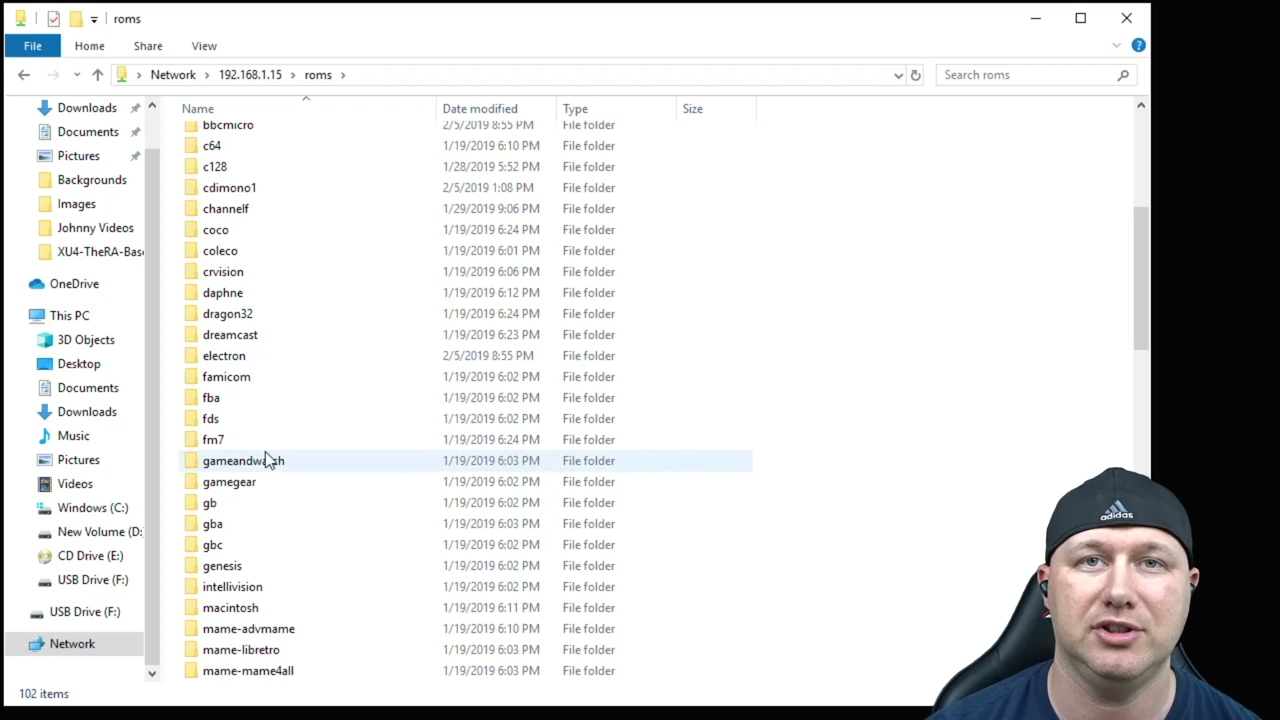 roms
File Home Share View
Network 192.168.1.15 roms Search roms
Name Date modified Type Size
Downloads
Documents
Pictures
Backgrounds
Images
Johnny Videos
XU4-TheRA-Bas
OneDrive
This PC
3D Objects
Desktop
Documents
Downloads
Music
Pictures
Videos
Windows (C:)
New Volume (D:
CD Drive (E:)
USB Drive (F:)
USB Drive (F:)
Network
bbcmicro 2/5/2019 8:55 PM File folder
c64 1/19/2019 6:10 PM File folder
c128 1/28/2019 5:52 PM File folder
cdimono1 2/5/2019 1:08 PM File folder
channelf 1/29/2019 9:06 PM File folder
coco 1/19/2019 6:24 PM File folder
coleco 1/19/2019 6:01 PM File folder
crvision 1/19/2019 6:06 PM File folder
daphne 1/19/2019 6:12 PM File folder
dragon32 1/19/2019 6:24 PM File folder
dreamcast 1/19/2019 6:23 PM File folder
electron 2/5/2019 8:55 PM File folder
famicom 1/19/2019 6:02 PM File folder
fba 1/19/2019 6:02 PM File folder
fds 1/19/2019 6:02 PM File folder
fm7 1/19/2019 6:24 PM File folder
gameandwatch 1/19/2019 6:03 PM File folder
gamegear 1/19/2019 6:02 PM File folder
gb 1/19/2019 6:02 PM File folder
gba 1/19/2019 6:03 PM File folder
gbc 1/19/2019 6:02 PM File folder
genesis 1/19/2019 6:02 PM File folder
intellivision 1/19/2019 6:02 PM File folder
macintosh 1/19/2019 6:11 PM File folder
mame-advmame 1/19/2019 6:10 PM File folder
mame-libretro 1/19/2019 6:03 PM File folder
mame-mame4all 1/19/2019 6:03 PM File folder
102 items
adidas